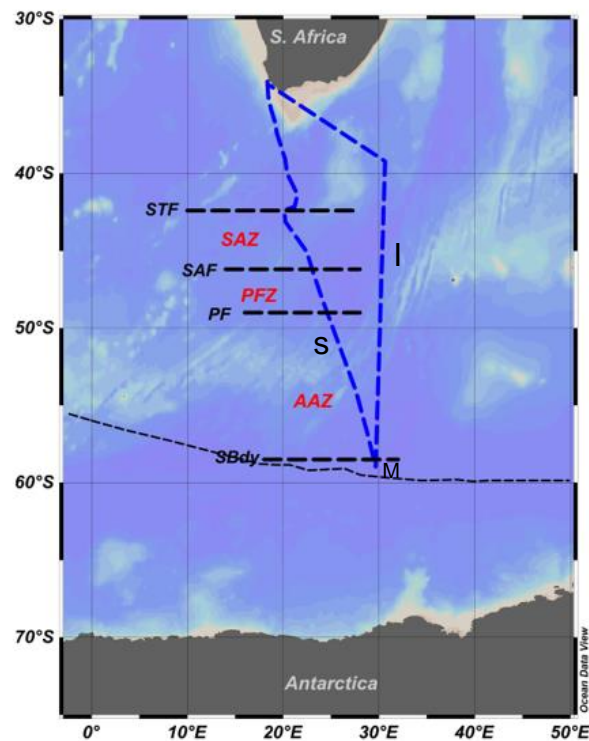 30°S
S. Africa
40°S
STF
SAZ
SAF
I
PFZ
PF
50°S
S
AAZ
SBdy
M
60°S
70°S
Antarctica
Ocean Data View
0°
10°E
20°E
30°E
40°E
50°E